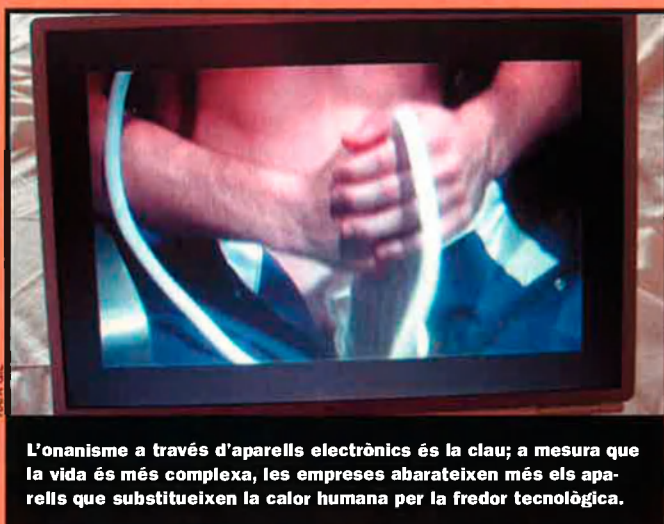 L'onanisme a través d'aparells electrònics és la clau; a mesura que
la vida és més complexa, les empreses abarateixen més els apa-
rells que substitueixen la calor humana per la fredor tecnològica.